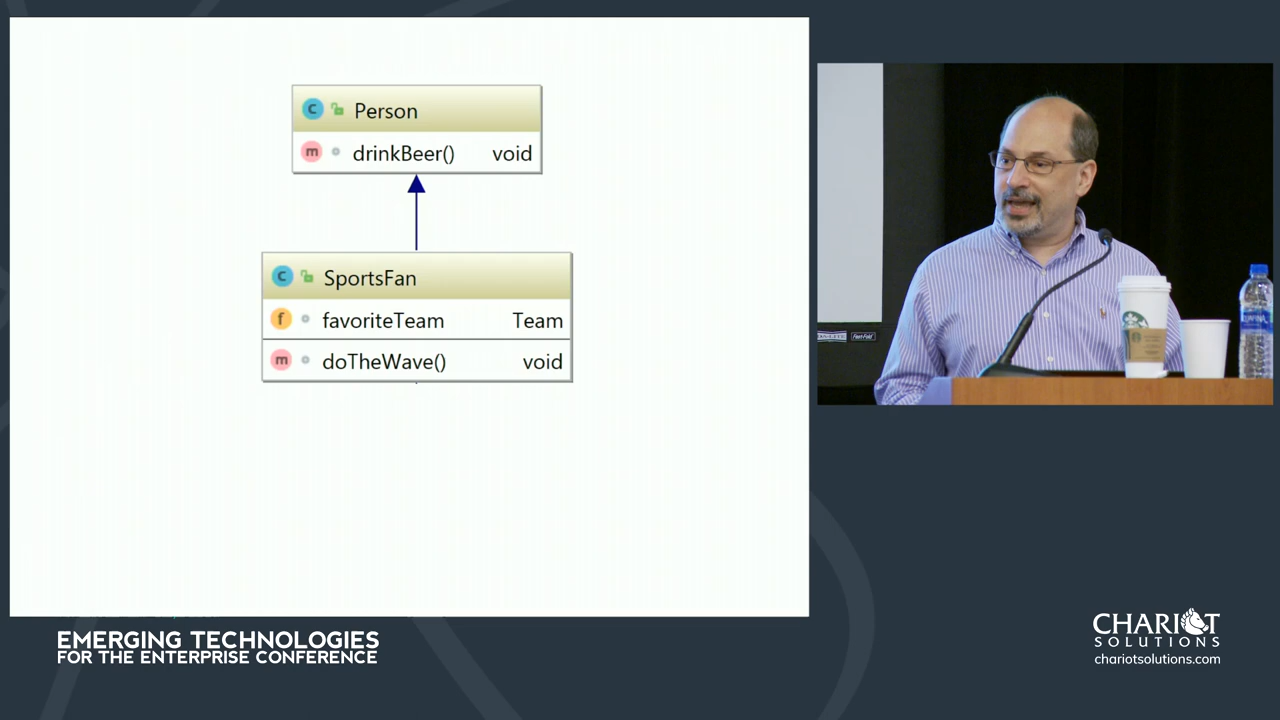 C Person
m drinkBeer() void
C SportsFan
f favoriteTeam Team
m doTheWave() void
EMERGING TECHNOLOGIES
FOR THE ENTERPRISE CONFERENCE
CHARIOT
SOLUTIONS
chariotsolutions.com